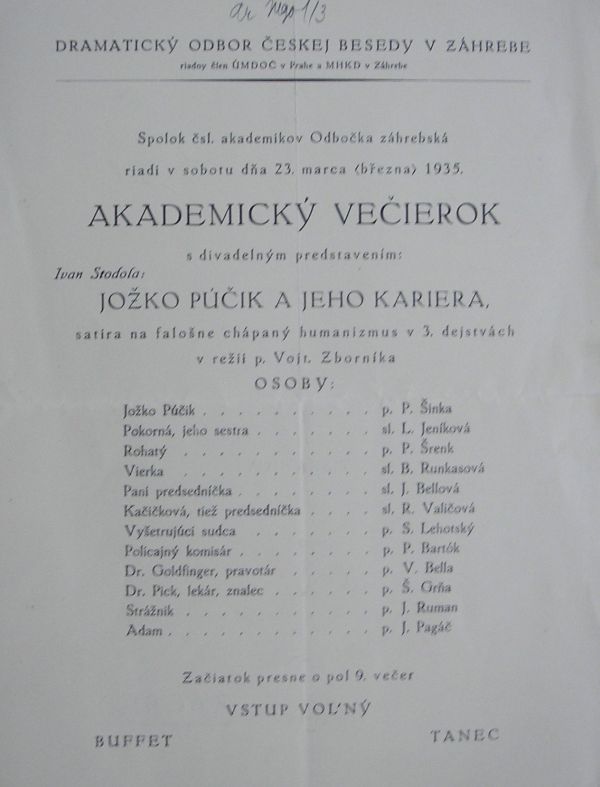 DRAMATICKÝ ODBOR ČESKEJ BESEDY V ZÁHREBE
riadny člen ÚMDOČ v Prahe a MHKD v Záhrebe
Spolok čsl. akademikov Odbočka záhrebská
riadi v sobotu dňa 23. marca (března) 1935.
AKADEMICKÝ VEČIEROK
s divadelným predstavením:
Ivan Stodola:
JOŽKO PÚČIK A JEHO KARIERA,
satira na falošne chápaný humanizmus v 3. dejstvách
v režii p. Vojt. Zborníka
OSOBY:
Jožko Púčik . . . . . . . . . . p. P. Šinka
Pokorná, jeho sestra . . . . . . . sl. L. Jeníková
Rohatý . . . . . . . . . . . p. P. Šrenk
Vierka . . . . . . . . . . . sl. B. Runkasová
Pani predsedníčka . . . . . . . . sl. J. Bellová
Kačičková, tiež predsedníčka . . . . sl. R. Valičová
Vyšetrujúci sudca . . . . . . . p. S. Lehotský
Policajný komisár . . . . . . . . p. P. Bartók
Dr. Goldfinger, pravotár . . . . . p. V. Bella
Dr. Pick, lekár, znalec . . . . . . p. Š. Grňa
Strážnik . . . . . . . . . . . p. J. Ruman
Adam . . . . . . . . . . . . p. J. Pagáč
Začiatok presne o pol 9. večer
VSTUP VOĽNÝ
BUFFET TANEC